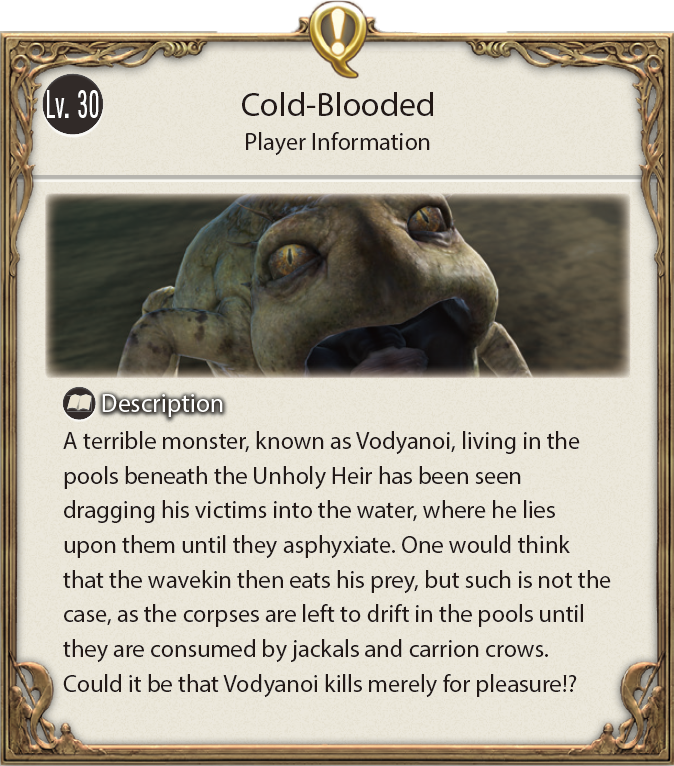 Lv. 30
Cold-Blooded
Player Information
Description
A terrible monster, known as Vodyanoi, living in the
pools beneath the Unholy Heir has been seen
dragging his victims into the water, where he lies
upon them until they asphyxiate. One would think
that the wavekin then eats his prey, but such is not the
case, as the corpses are left to drift in the pools until
they are consumed by jackals and carrion crows.
Could it be that Vodyanoi kills merely for pleasure!?